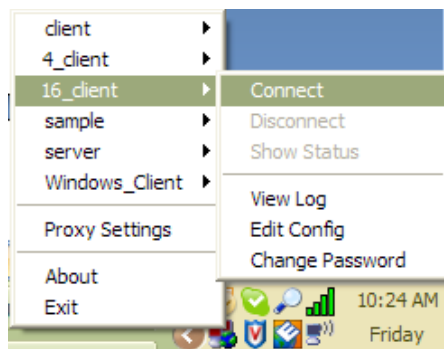 client
4_client
16_client
sample
server
Windows_Client
Proxy Settings
About
Exit
Connect
Disconnect
Show Status
View Log
Edit Config
Change Password
10:24 AM
Friday